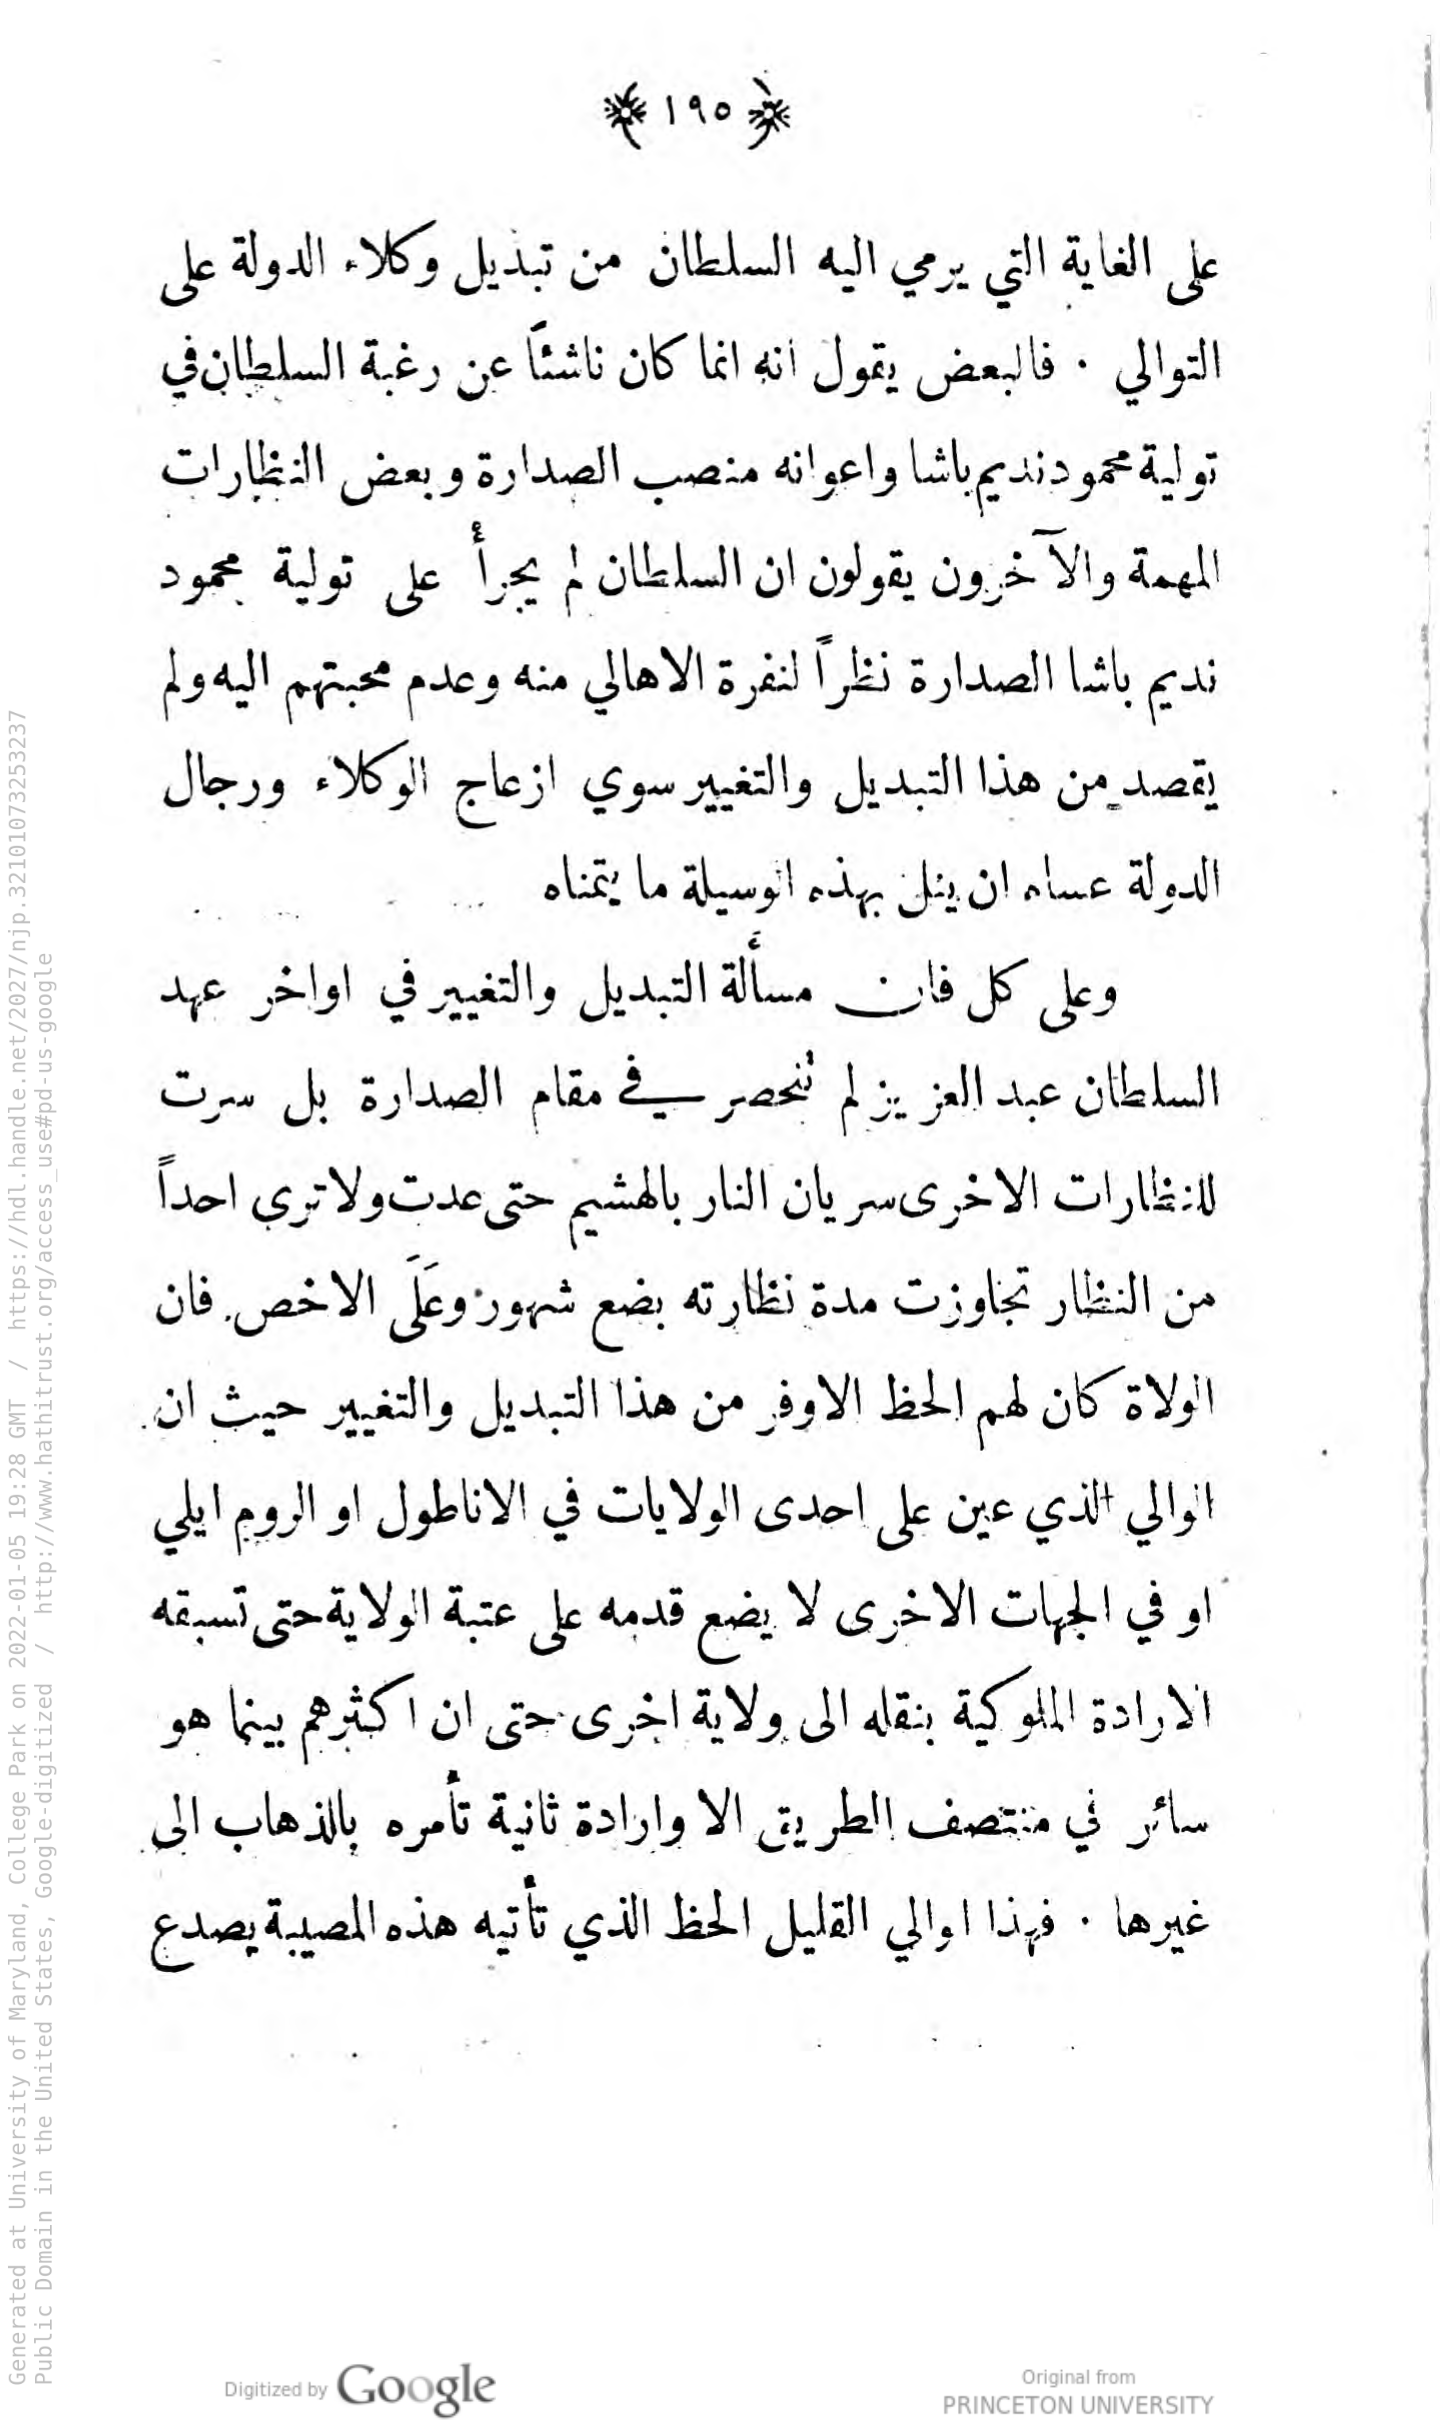 ١٩٥
على الغاية التي يرمي اليه السلطان من تبديل وكلاء الدولة على
التوالي . فالبعض يقول انه انما كان ناشئاً عن رغبة السلطان في
تولية محمود نديم باشا واعوانه منصب الصدارة وبعض النظارات
المهمة والآخرون يقولون ان السلطان لم يجرأ على تولية محمود
نديم باشا الصدارة نظراً لنفرة الاهالي منه وعدم محبتهم اليه ولم
يقصد من هذا التبديل والتغيير سوي ازعاج الوكلاء ورجال
الدولة عساه ان ينل بهذه الوسيلة ما يتمناه
وعلى كل فان مسألة التبديل والتغيير في اواخر عهد
السلطان عبد العزيز لم تنحصر في مقام الصدارة بل سرت
للنظارات الاخرى سريان النار بالهشيم حتى عدت ولا ترى احداً
من النظار تجاوزت مدة نظارته بضع شهور وعلَى الاخص فان
الولاة كان لهم الحظ الاوفر من هذا التبديل والتغيير حيث ان
الوالي الذي عين على احدى الولايات في الاناطول او الروم ايلي
او في الجهات الاخرى لا يضع قدمه على عتبة الولاية حتى تسبقه
الارادة الملوكية بنقله الى ولاية اخرى حتى ان اكثرهم بينما هو
سائر في منتصف الطريق الا وارادة ثانية تأمره بالذهاب الى
غيرها . فهذا اوالي القليل الحظ الذي تأتيه هذه المصيبة يصدع
Generated at University of Maryland, College Park on 2022-01-05 19:28 GMT / https://hdl.handle.net/2027/njp.32101073253237
Public Domain in the United States, Google-digitized / http://www.hathitrust.org/access_use#pd-us-google
Digitized by Google
Original from
PRINCETON UNIVERSITY